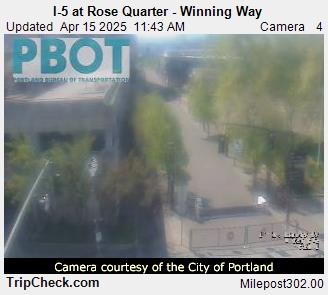 I-5 at Rose Quarter - Winning Way
Updated Apr 15 2025 11:43 AM Camera 4
PBOT
PORTLAND BUREAU OF TRANSPORTATION
Camera courtesy of the City of Portland
TripCheck.com Milepost302.00